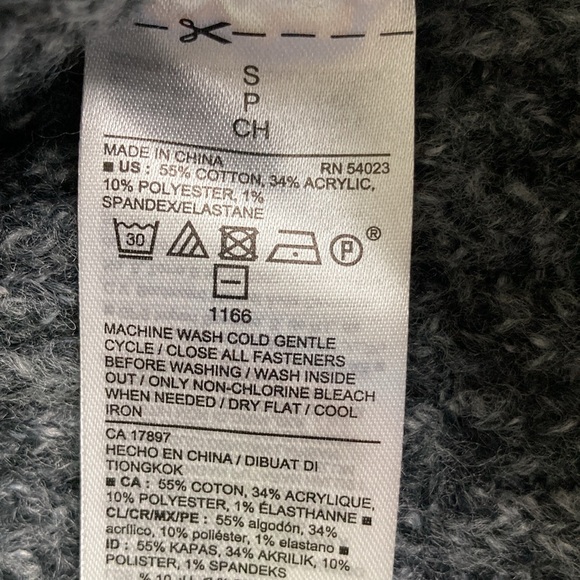 S
P
CH
MADE IN CHINA RN 54023
■ US : 55% COTTON, 34% ACRYLIC,
10% POLYESTER, 1%
SPANDEX/ELASTANE
30 P ®
1166
MACHINE WASH COLD GENTLE
CYCLE / CLOSE ALL FASTENERS
BEFORE WASHING / WASH INSIDE
OUT / ONLY NON-CHLORINE BLEACH
WHEN NEEDED / DRY FLAT / COOL
IRON
CA 17897
HECHO EN CHINA / DIBUAT DI
TIONGKOK
■ CA : 55% COTON, 34% ACRYLIQUE,
10% POLYESTER, 1% ÉLASTHANNE ■
CL/CR/MX/PE : 55% algodón, 34%
acrílico, 10% poliéster, 1% elastano ■
ID : 55% KAPAS, 34% AKRILIK, 10%
POLISTER, 1% SPANDEKS